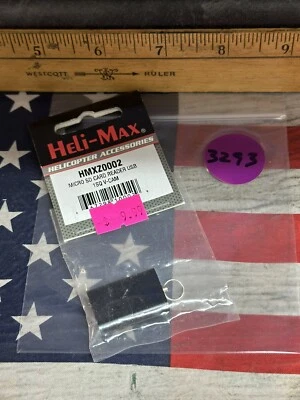 5 6 7 8 9
WESTCOTT RULER
HELI-MAX
HELICOPTER ACCESSORIES
HMXZ0002
MICRO SD CARD READER USB
1SQ V-CAM
3293